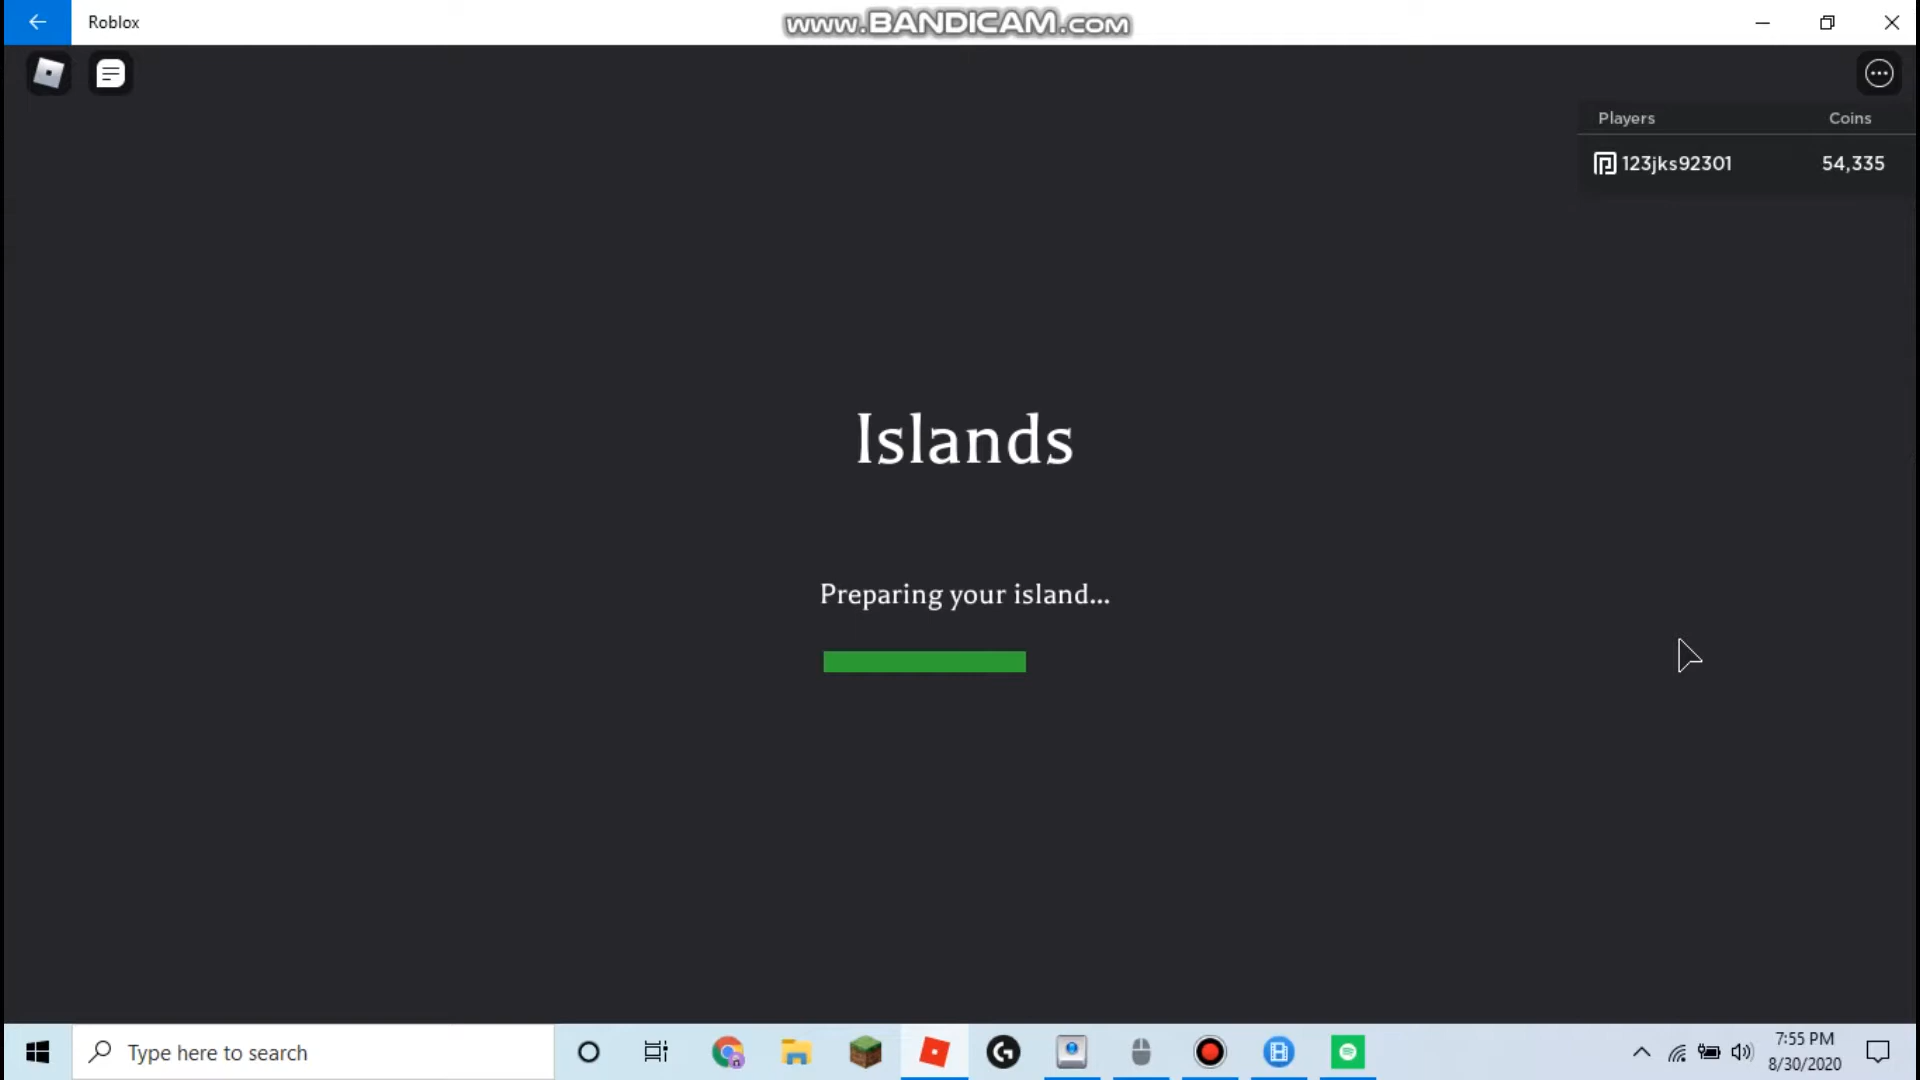 Roblox
www.BANDICAM.com
Players Coins
123jks92301 54,335
Islands
Preparing your island...
Type here to search
7:55 PM
8/30/2020